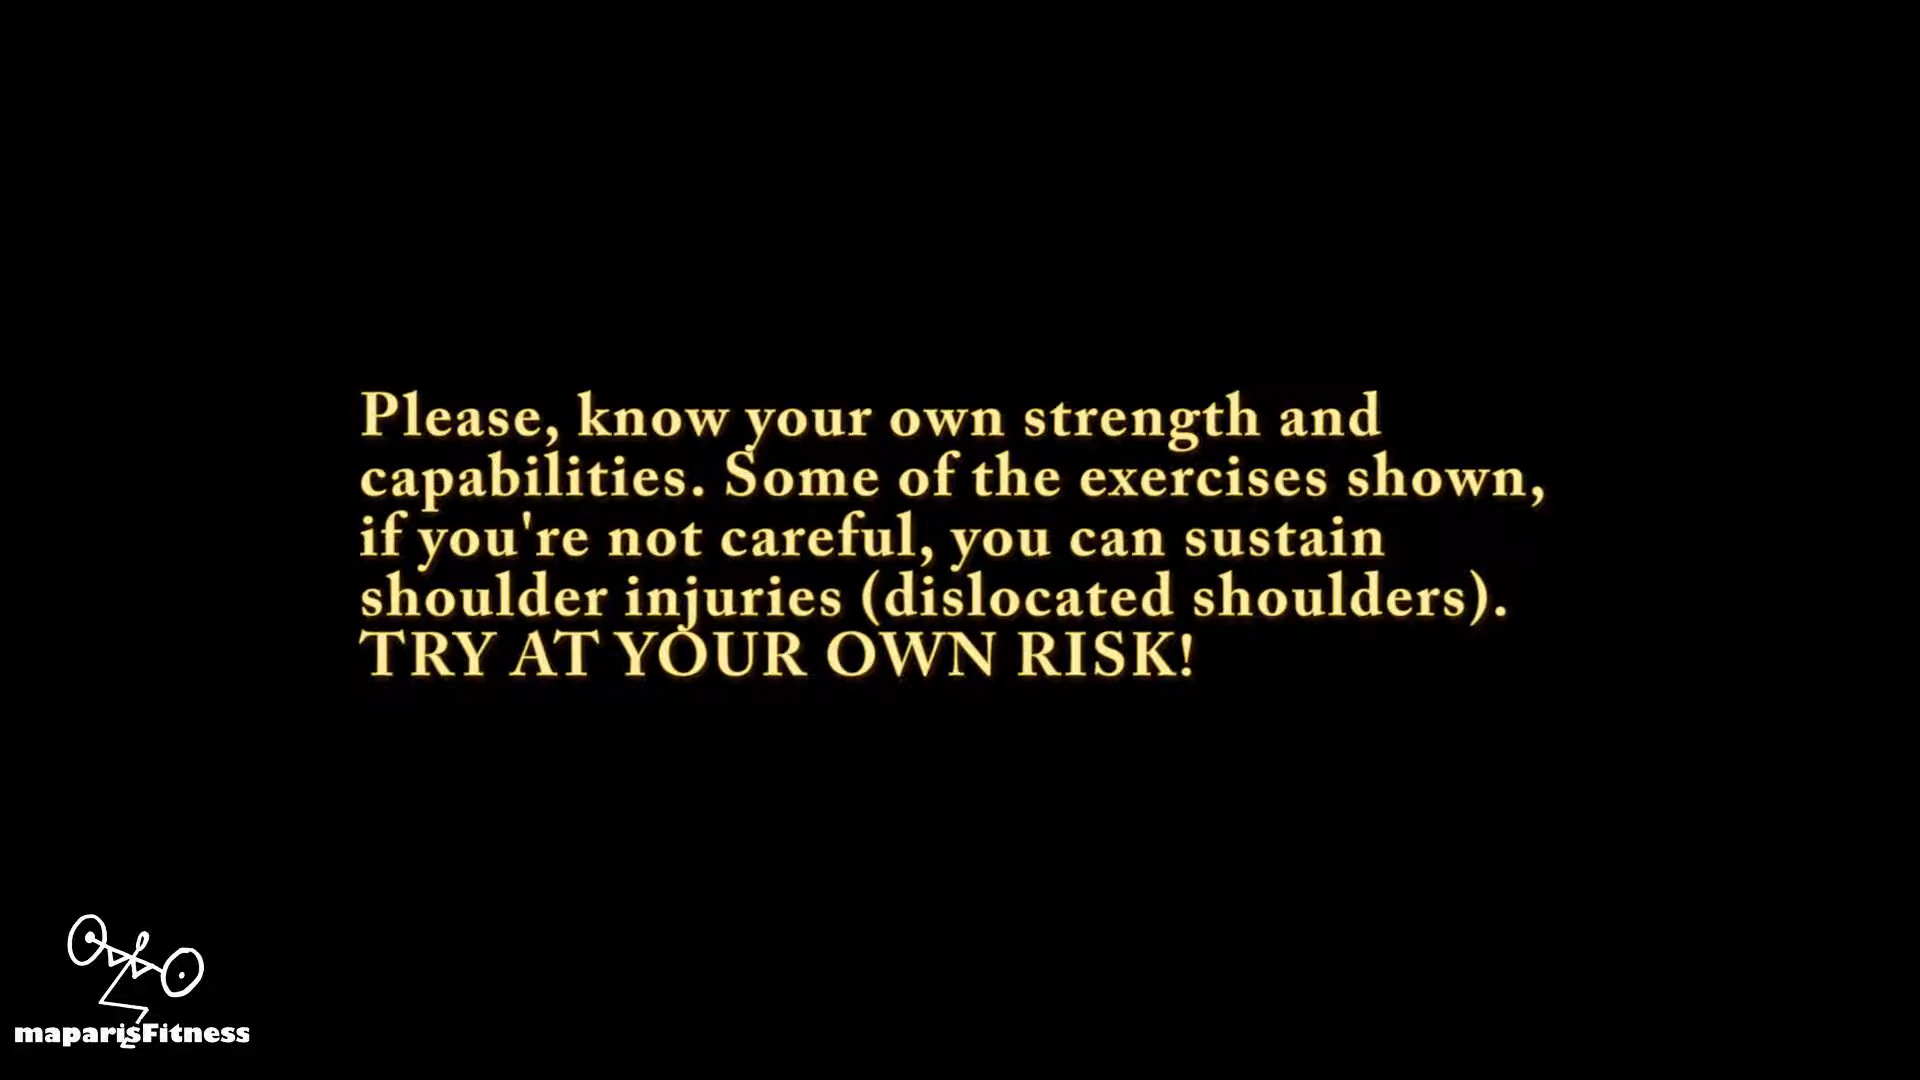 Please, know your own strength and
capabilities. Some of the exercises shown,
if you're not careful, you can sustain
shoulder injuries (dislocated shoulders).
TRY AT YOUR OWN RISK!
maparisFitness